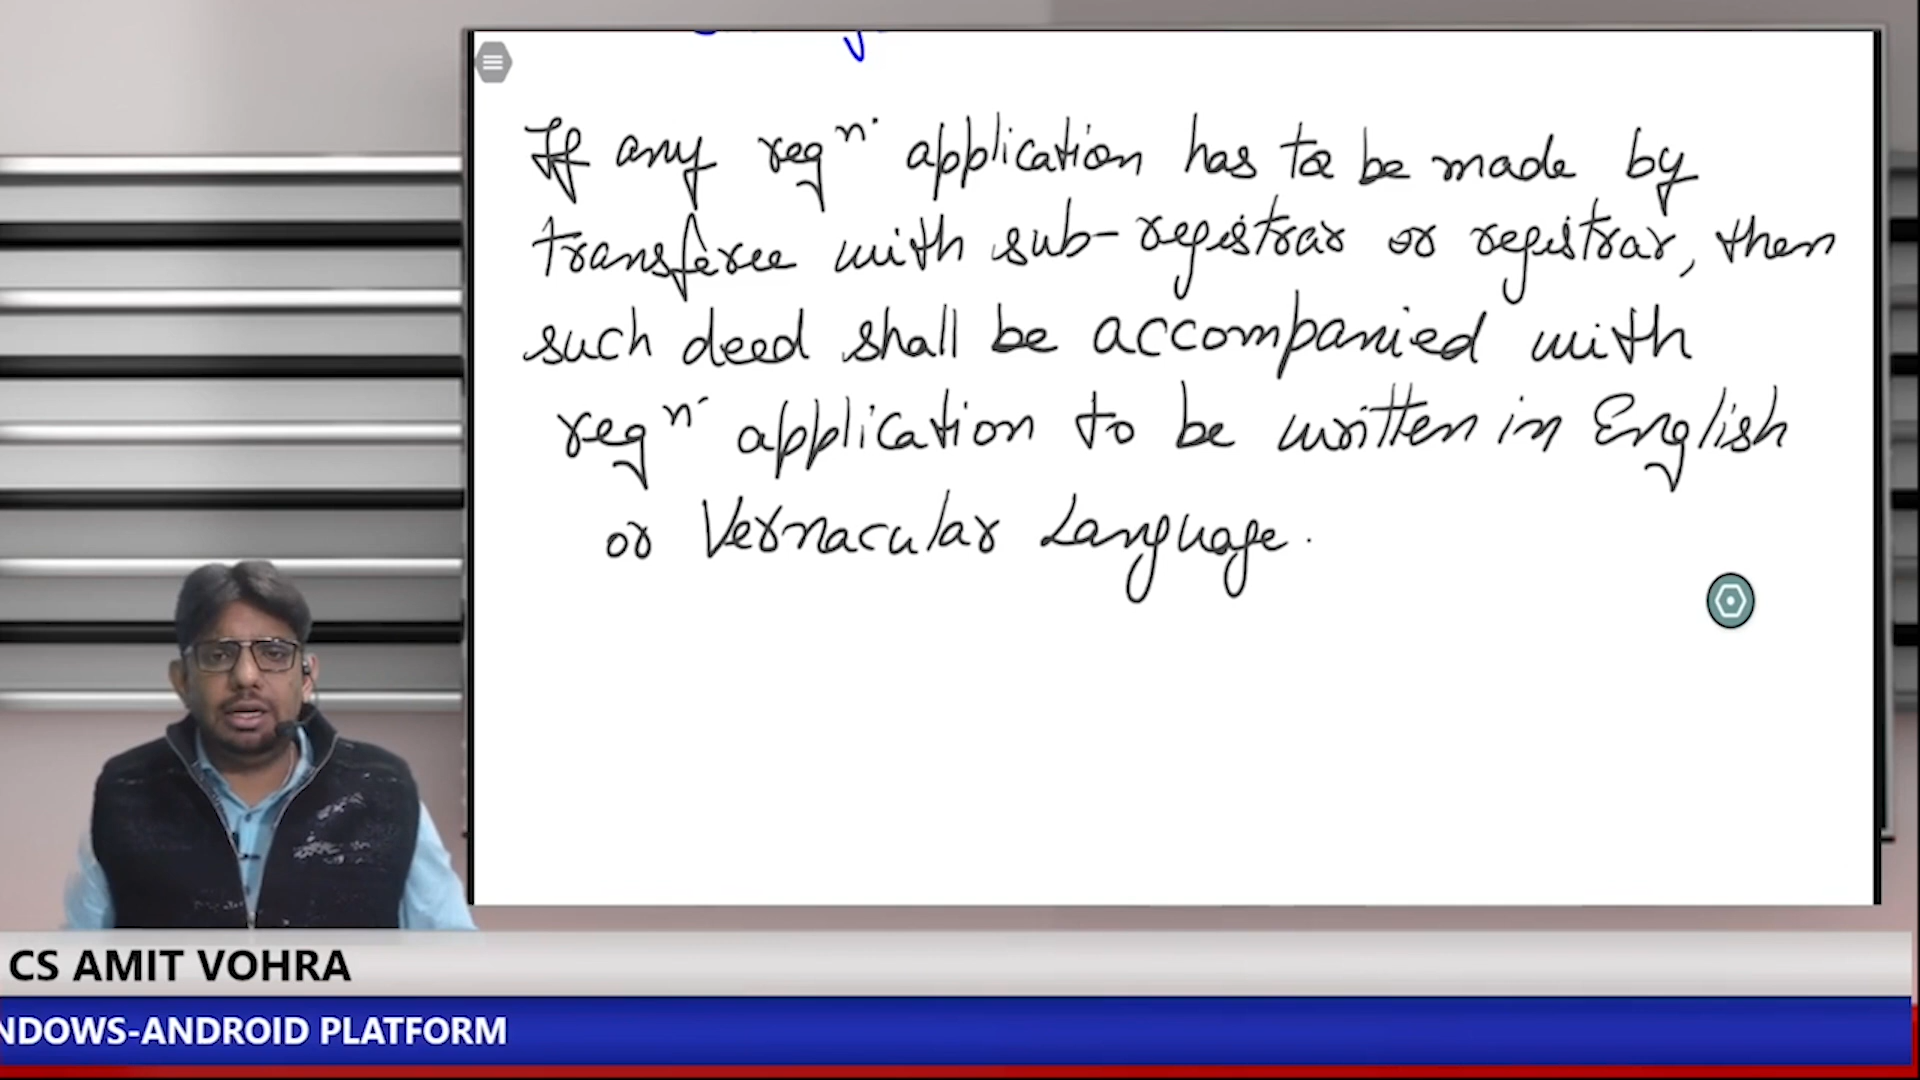 If any regn. application has to be made by
transferee with sub-registrar or registrar, then
such deed shall be accompanied with
regn. application to be written in English
or Vernacular Language.
CS AMIT VOHRA
NDOWS-ANDROID PLATFORM